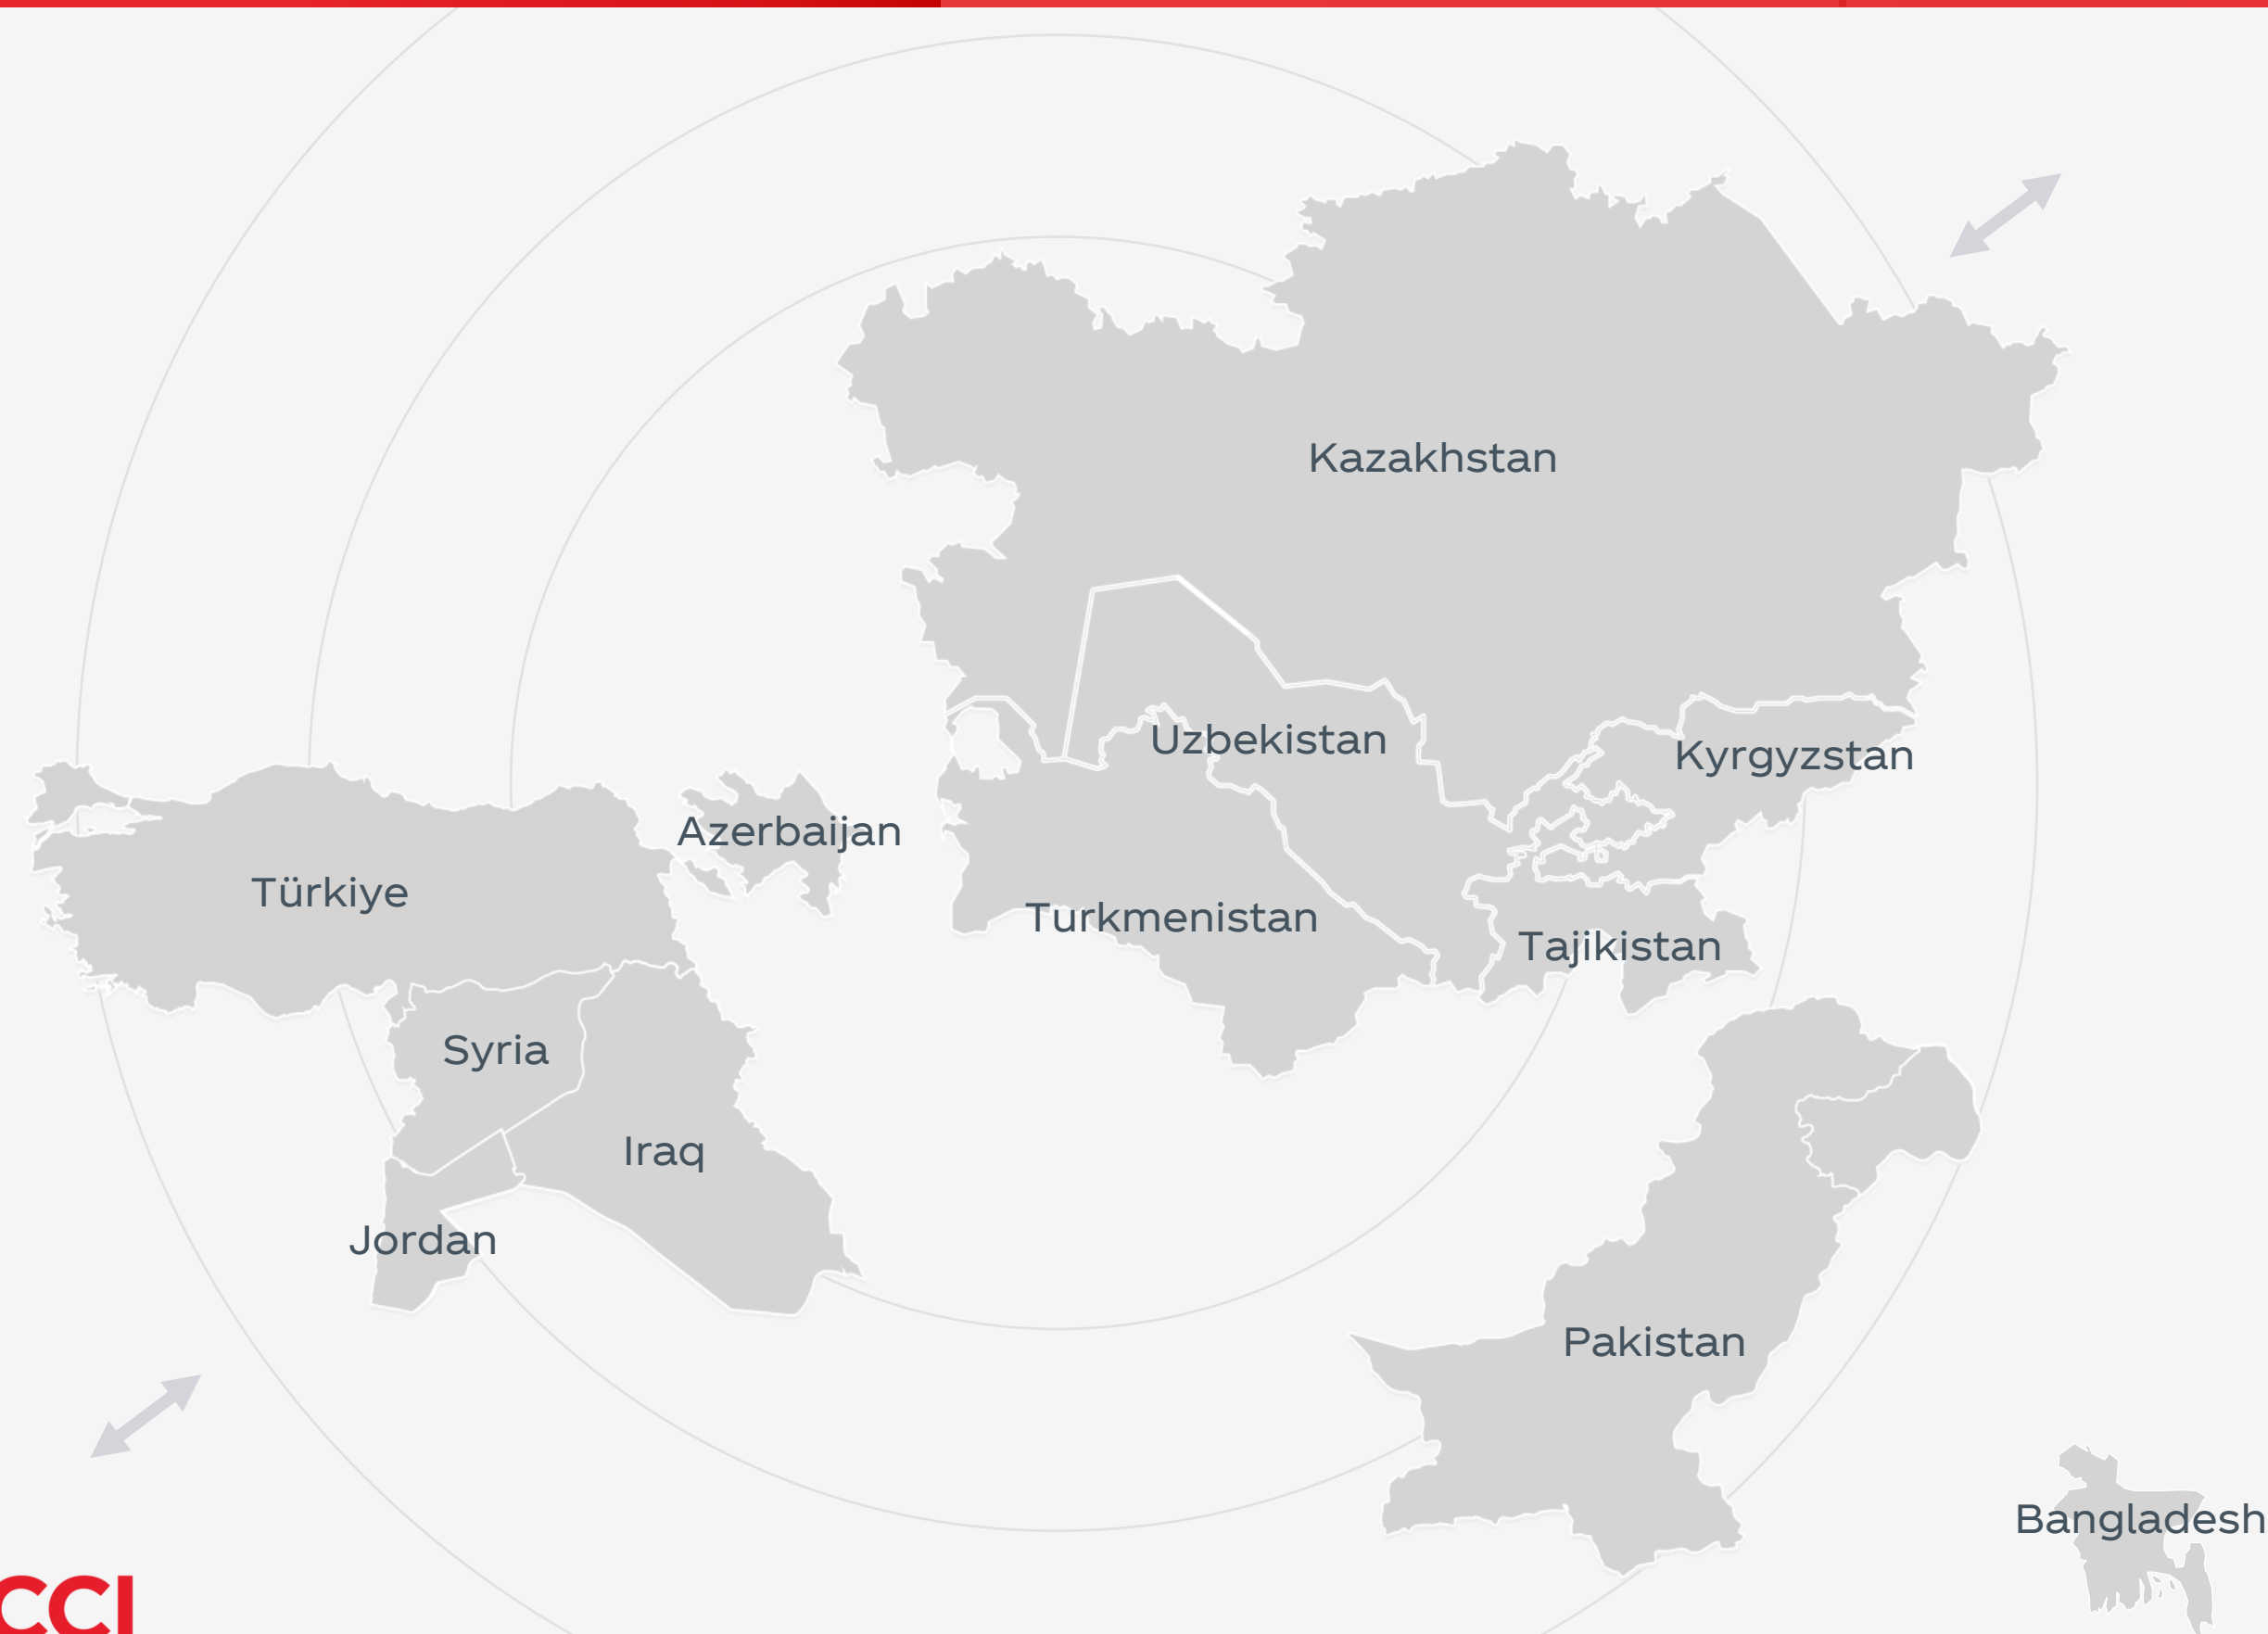 Kazakhstan
Uzbekistan
Kyrgyzstan
Azerbaijan
Türkiye
Turkmenistan
Tajikistan
Syria
Iraq
Jordan
Pakistan
Bangladesh
CCI